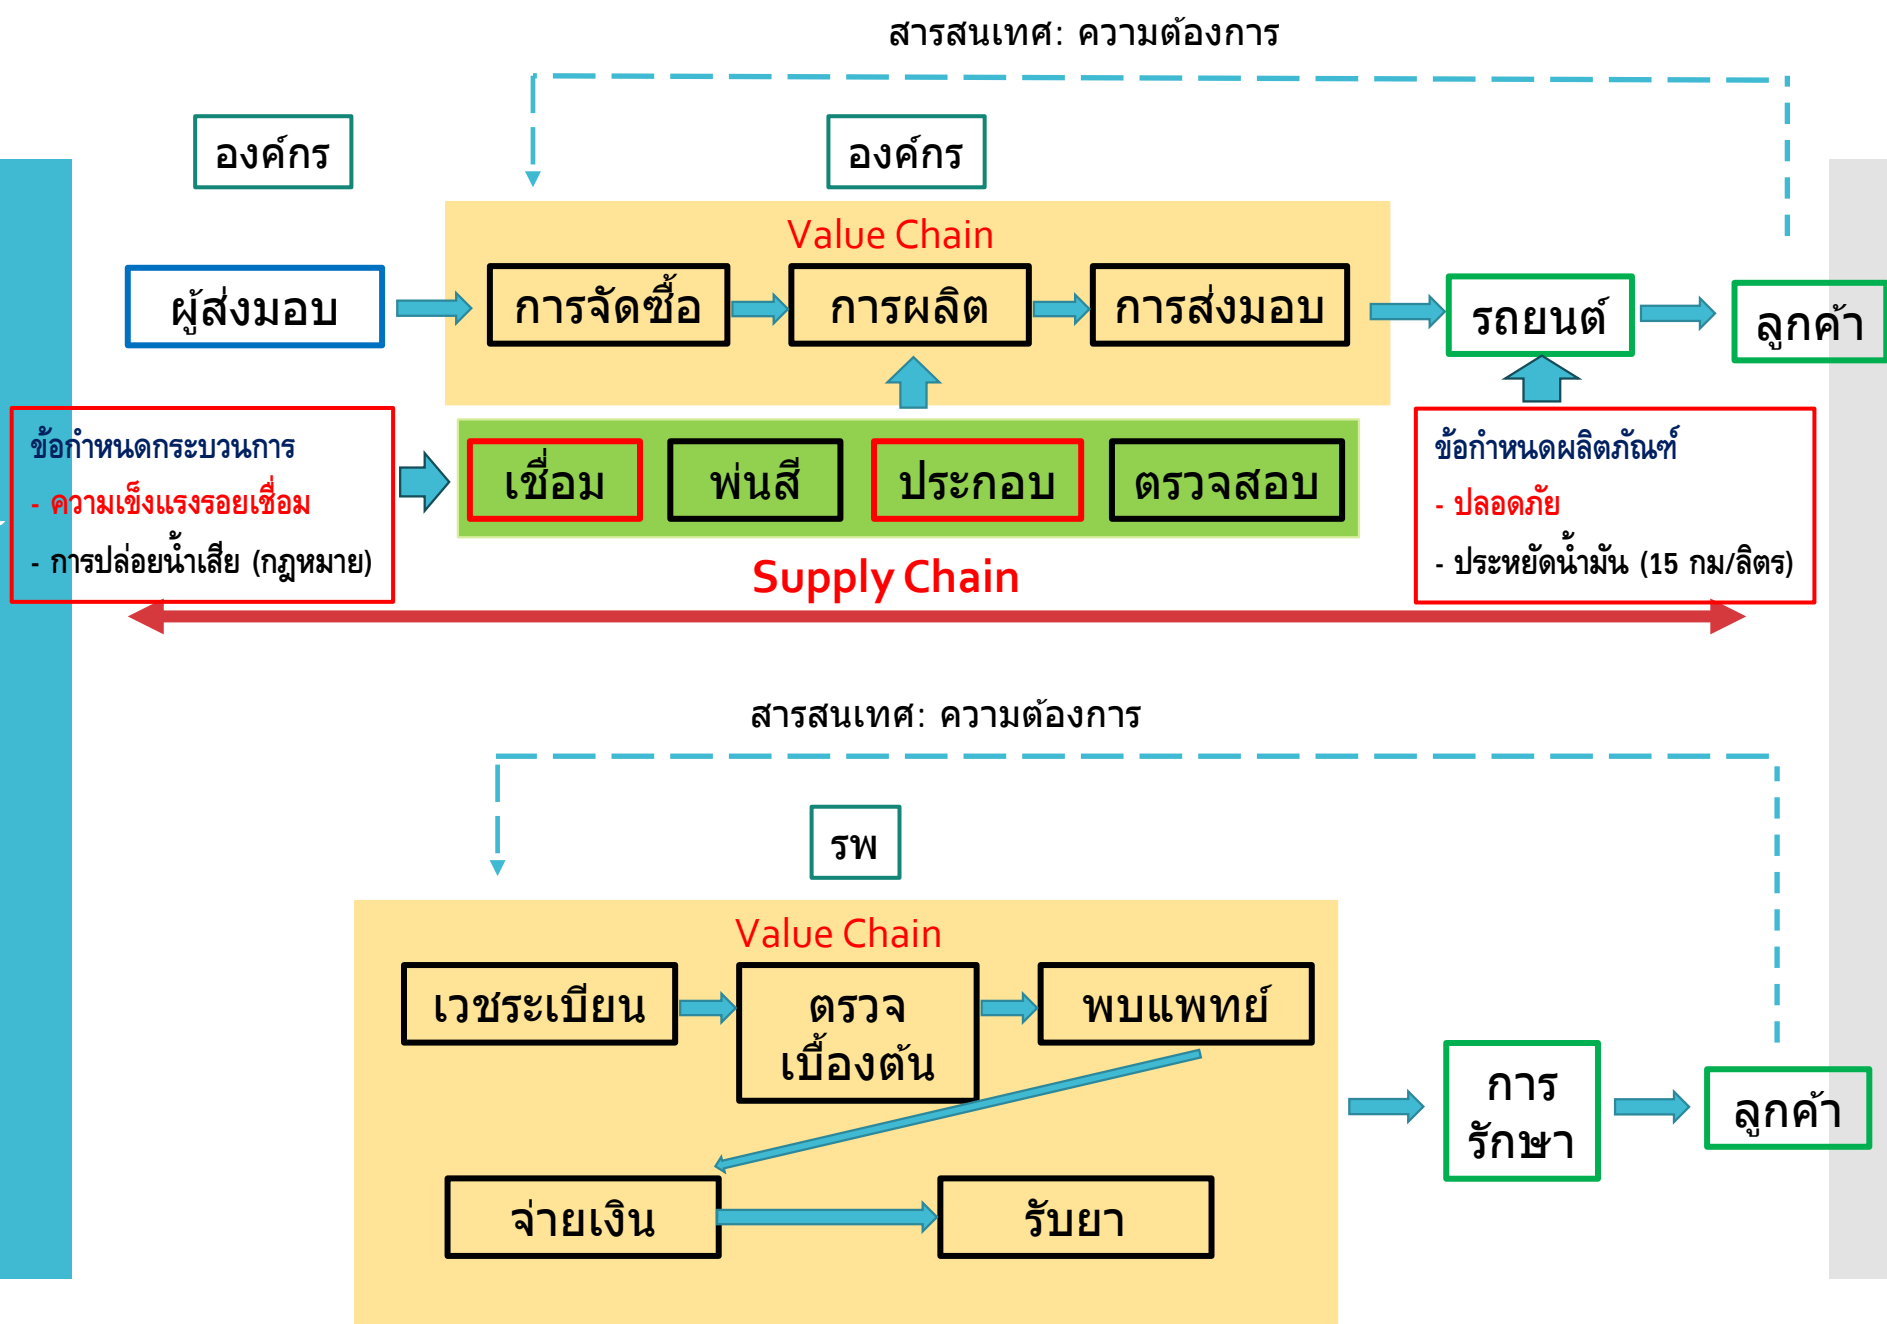 สารสนเทศ: ความต้องการ
องค์กร
องค์กร
Value Chain
ผู้ส่งมอบ
การจัดซื้อ
การผลิต
การส่งมอบ
รถยนต์
ลูกค้า
ข้อกำหนดกระบวนการ
- ความเข็งแรงรอยเชื่อม
- การปล่อยน้ำเสีย (กฎหมาย)
เชื่อม
พ่นสี
ประกอบ
ตรวจสอบ
ข้อกำหนดผลิตภัณฑ์
- ปลอดภัย
- ประหยัดน้ำมัน (15 กม/ลิตร)
Supply Chain
สารสนเทศ: ความต้องการ
รพ
Value Chain
เวชระเบียน
ตรวจ
เบื้องต้น
พบแพทย์
จ่ายเงิน
รับยา
การ
รักษา
ลูกค้า